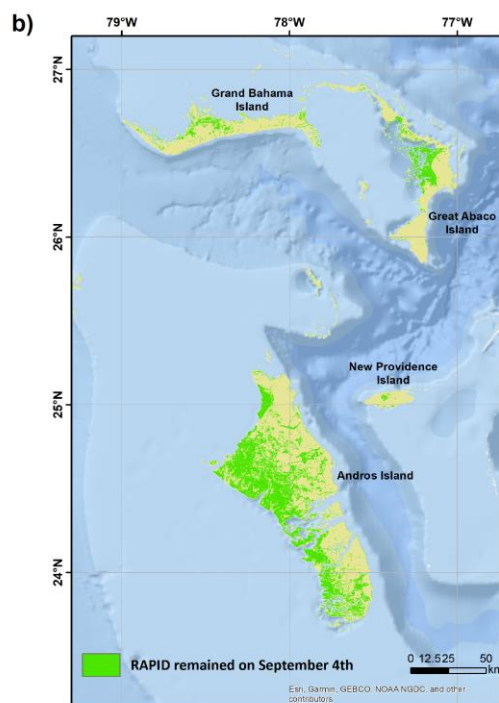 b)
79°W 78°W 77°W
27°N
Grand Bahama
Island
Great Abaco
Island
26°N
New Providence
Island
25°N
Andros Island
24°N
RAPID remained on September 4th
0 12.525 50
km
Esri, Garmin, GEBCO, NOAA NGDC, and other
contributors